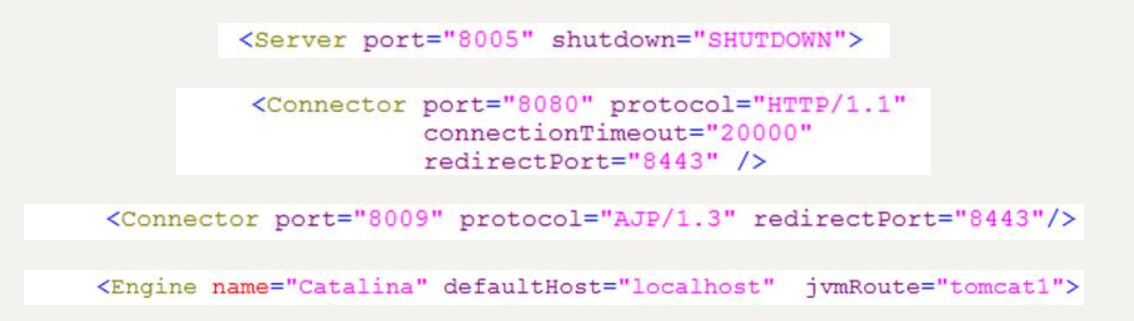 <Server port="8005" shutdown="SHUTDOWN">
<Connector port="8080" protocol="HTTP/1.1"
connectionTimeout="20000"
redirectPort="8443" />
<Connector port="8009" protocol="AJP/1.3" redirectPort="8443"/>
<Engine name="Catalina" defaultHost="localhost" jvmRoute="tomcat1">